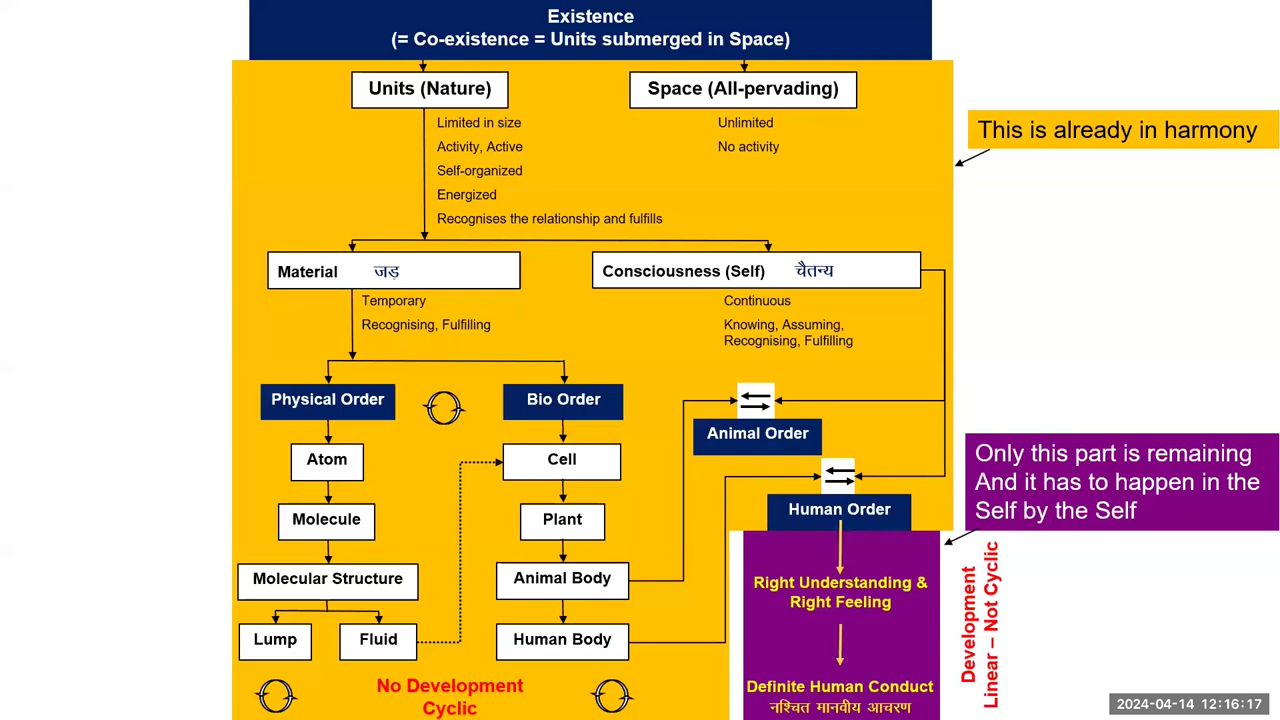 Existence
(= Co-existence = Units submerged in Space)
Units (Nature)
Space (All-pervading)
Limited in size
Activity, Active
Self-organized
Energized
Recognises the relationship and fulfills
Unlimited
No activity
This is already in harmony
Material जड़
Consciousness (Self) चैतन्य
Temporary
Recognising, Fulfilling
Continuous
Knowing, Assuming,
Recognising, Fulfilling
Physical Order
Bio Order
Animal Order
Human Order
Atom
Molecule
Molecular Structure
Lump
Fluid
Cell
Plant
Animal Body
Human Body
No Development
Cyclic
Only this part is remaining
And it has to happen in the
Self by the Self
Right Understanding &
Right Feeling
Definite Human Conduct
निश्चित मानवीय आचरण
Development
Linear – Not Cyclic
2024-04-14 12:16:17